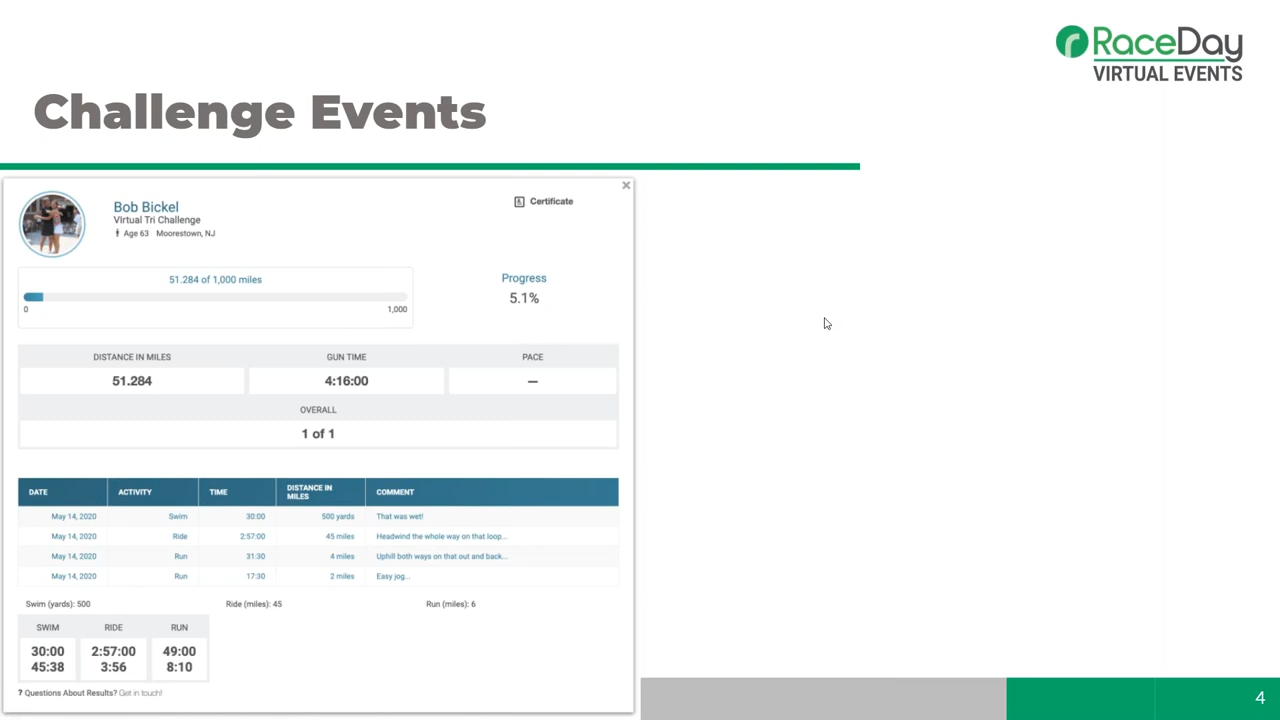 RaceDay
VIRTUAL EVENTS
Challenge Events
Bob Bickel
Virtual Tri Challenge
Age 63 Moorestown, NJ
Certificate
51.284 of 1,000 miles
0 1,000
Progress
5.1%
DISTANCE IN MILES GUN TIME PACE
51.284 4:16:00 —
OVERALL
1 of 1
DATE ACTIVITY TIME DISTANCE IN MILES COMMENT
May 14, 2020 Swim 30:00 500 yards That was wet!
May 14, 2020 Ride 2:57:00 45 miles Headwind the whole way on that loop...
May 14, 2020 Run 31:30 4 miles Uphill both ways on that out and back...
May 14, 2020 Run 17:30 2 miles Easy jog...
Swim (yards): 500 Ride (miles): 45 Run (miles): 6
SWIM RIDE RUN
30:00 2:57:00 49:00
45:38 3:56 8:10
? Questions About Results? Get in touch!
4